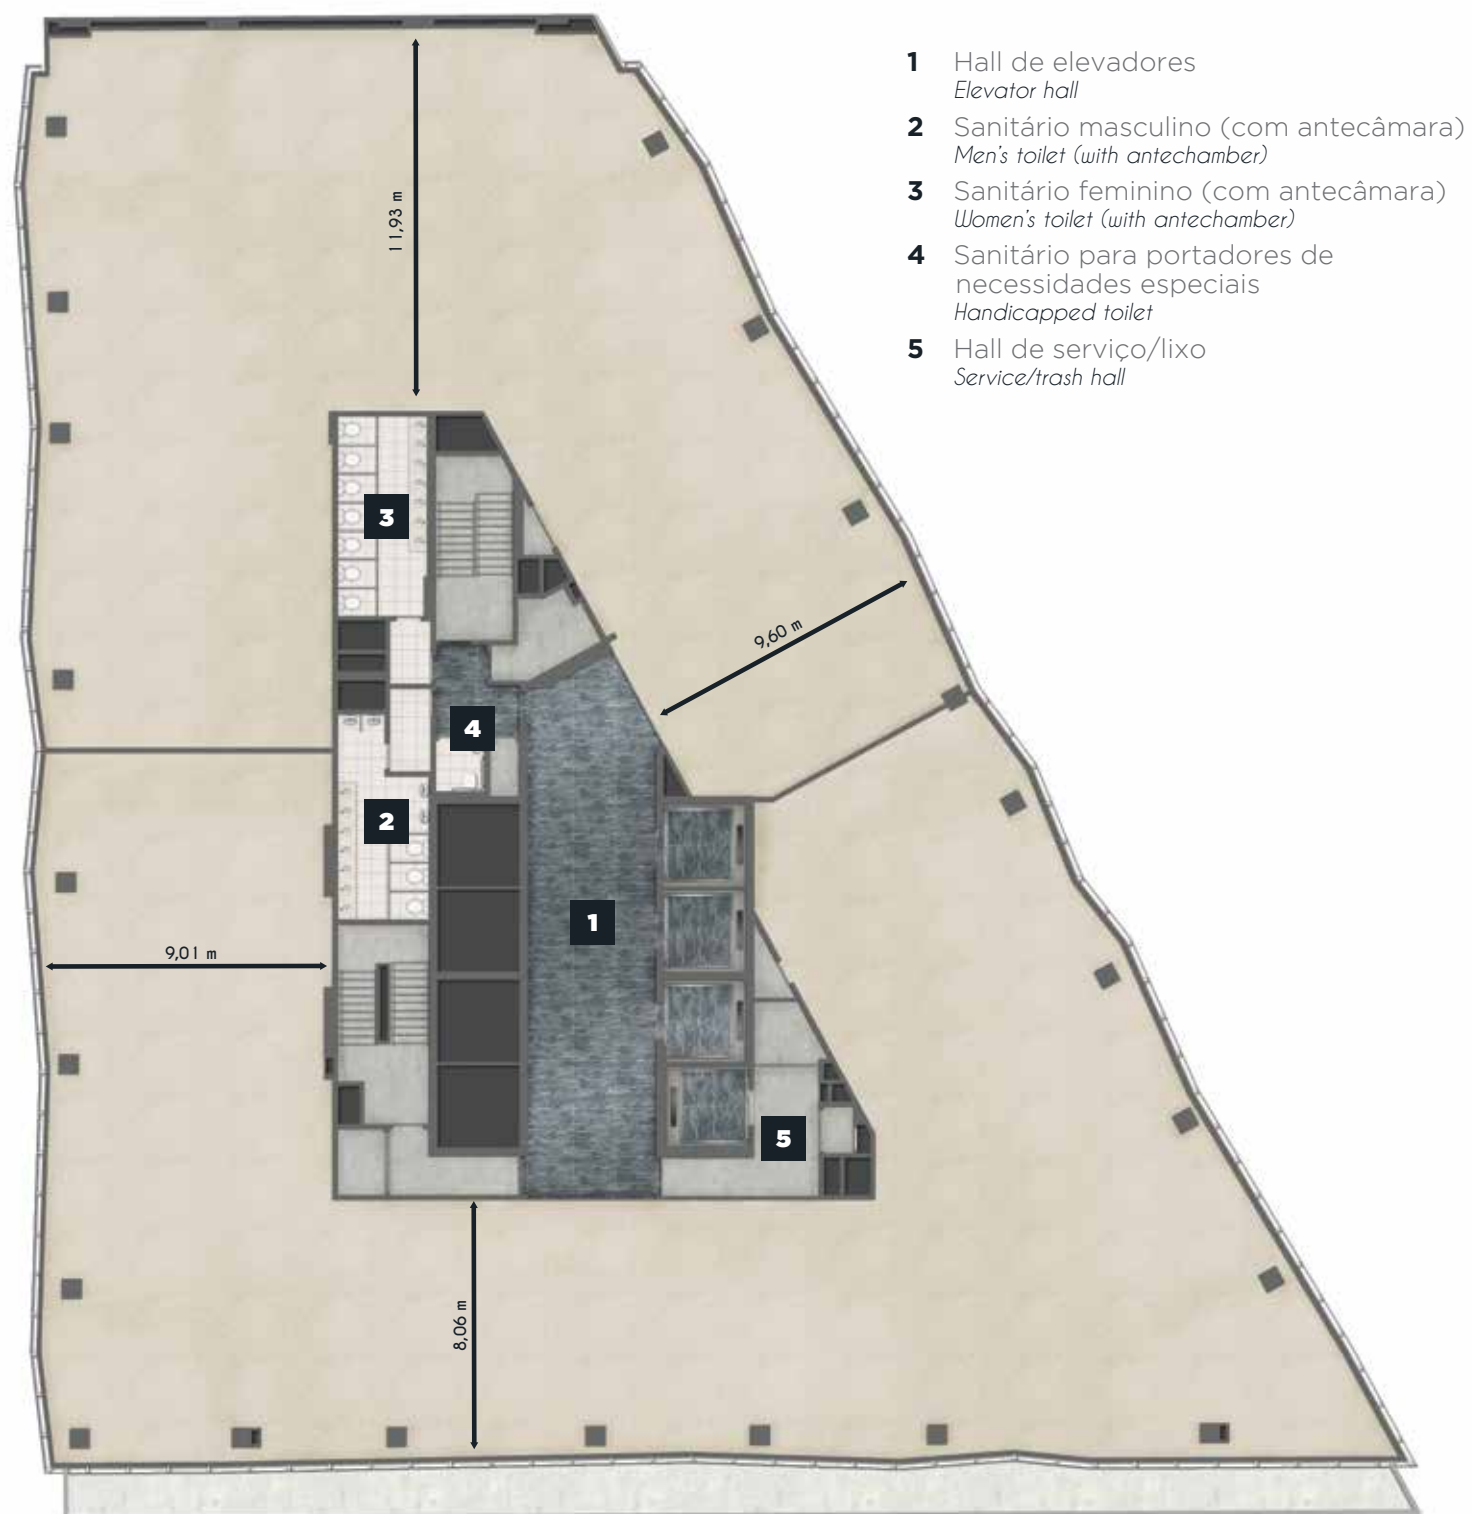 1 Hall de elevadores
Elevator hall
2 Sanitário masculino (com antecâmara)
Men's toilet (with antechamber)
3 Sanitário feminino (com antecâmara)
Women's toilet (with antechamber)
4 Sanitário para portadores de
necessidades especiais
Handicapped toilet
5 Hall de serviço/lixo
Service/trash hall
11,93 m
3
9,60 m
4
2
1
9,01 m
5
8,06 m